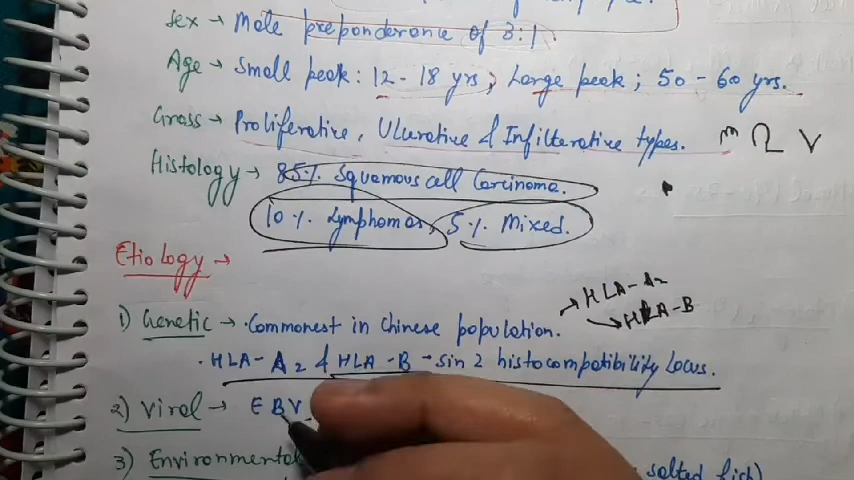 Sex → Male preponderance of 3:1.
Age → Small peak: 12-18 yrs; Large peak; 50-60 yrs.
Gross → Proliferative, Ulcerative & Infilterative types.
Histology → 85% Squamous cell Carcinoma.
10% Lymphomas, 5% Mixed.
Etiology →
1) Genetic → · Commonest in Chinese population. → HLA-A2
→ HLA-B
· HLA-A2 & HLA-B-sin 2 histocompatibility locus.
2) Viral → EBV
3) Environmental salted fish)